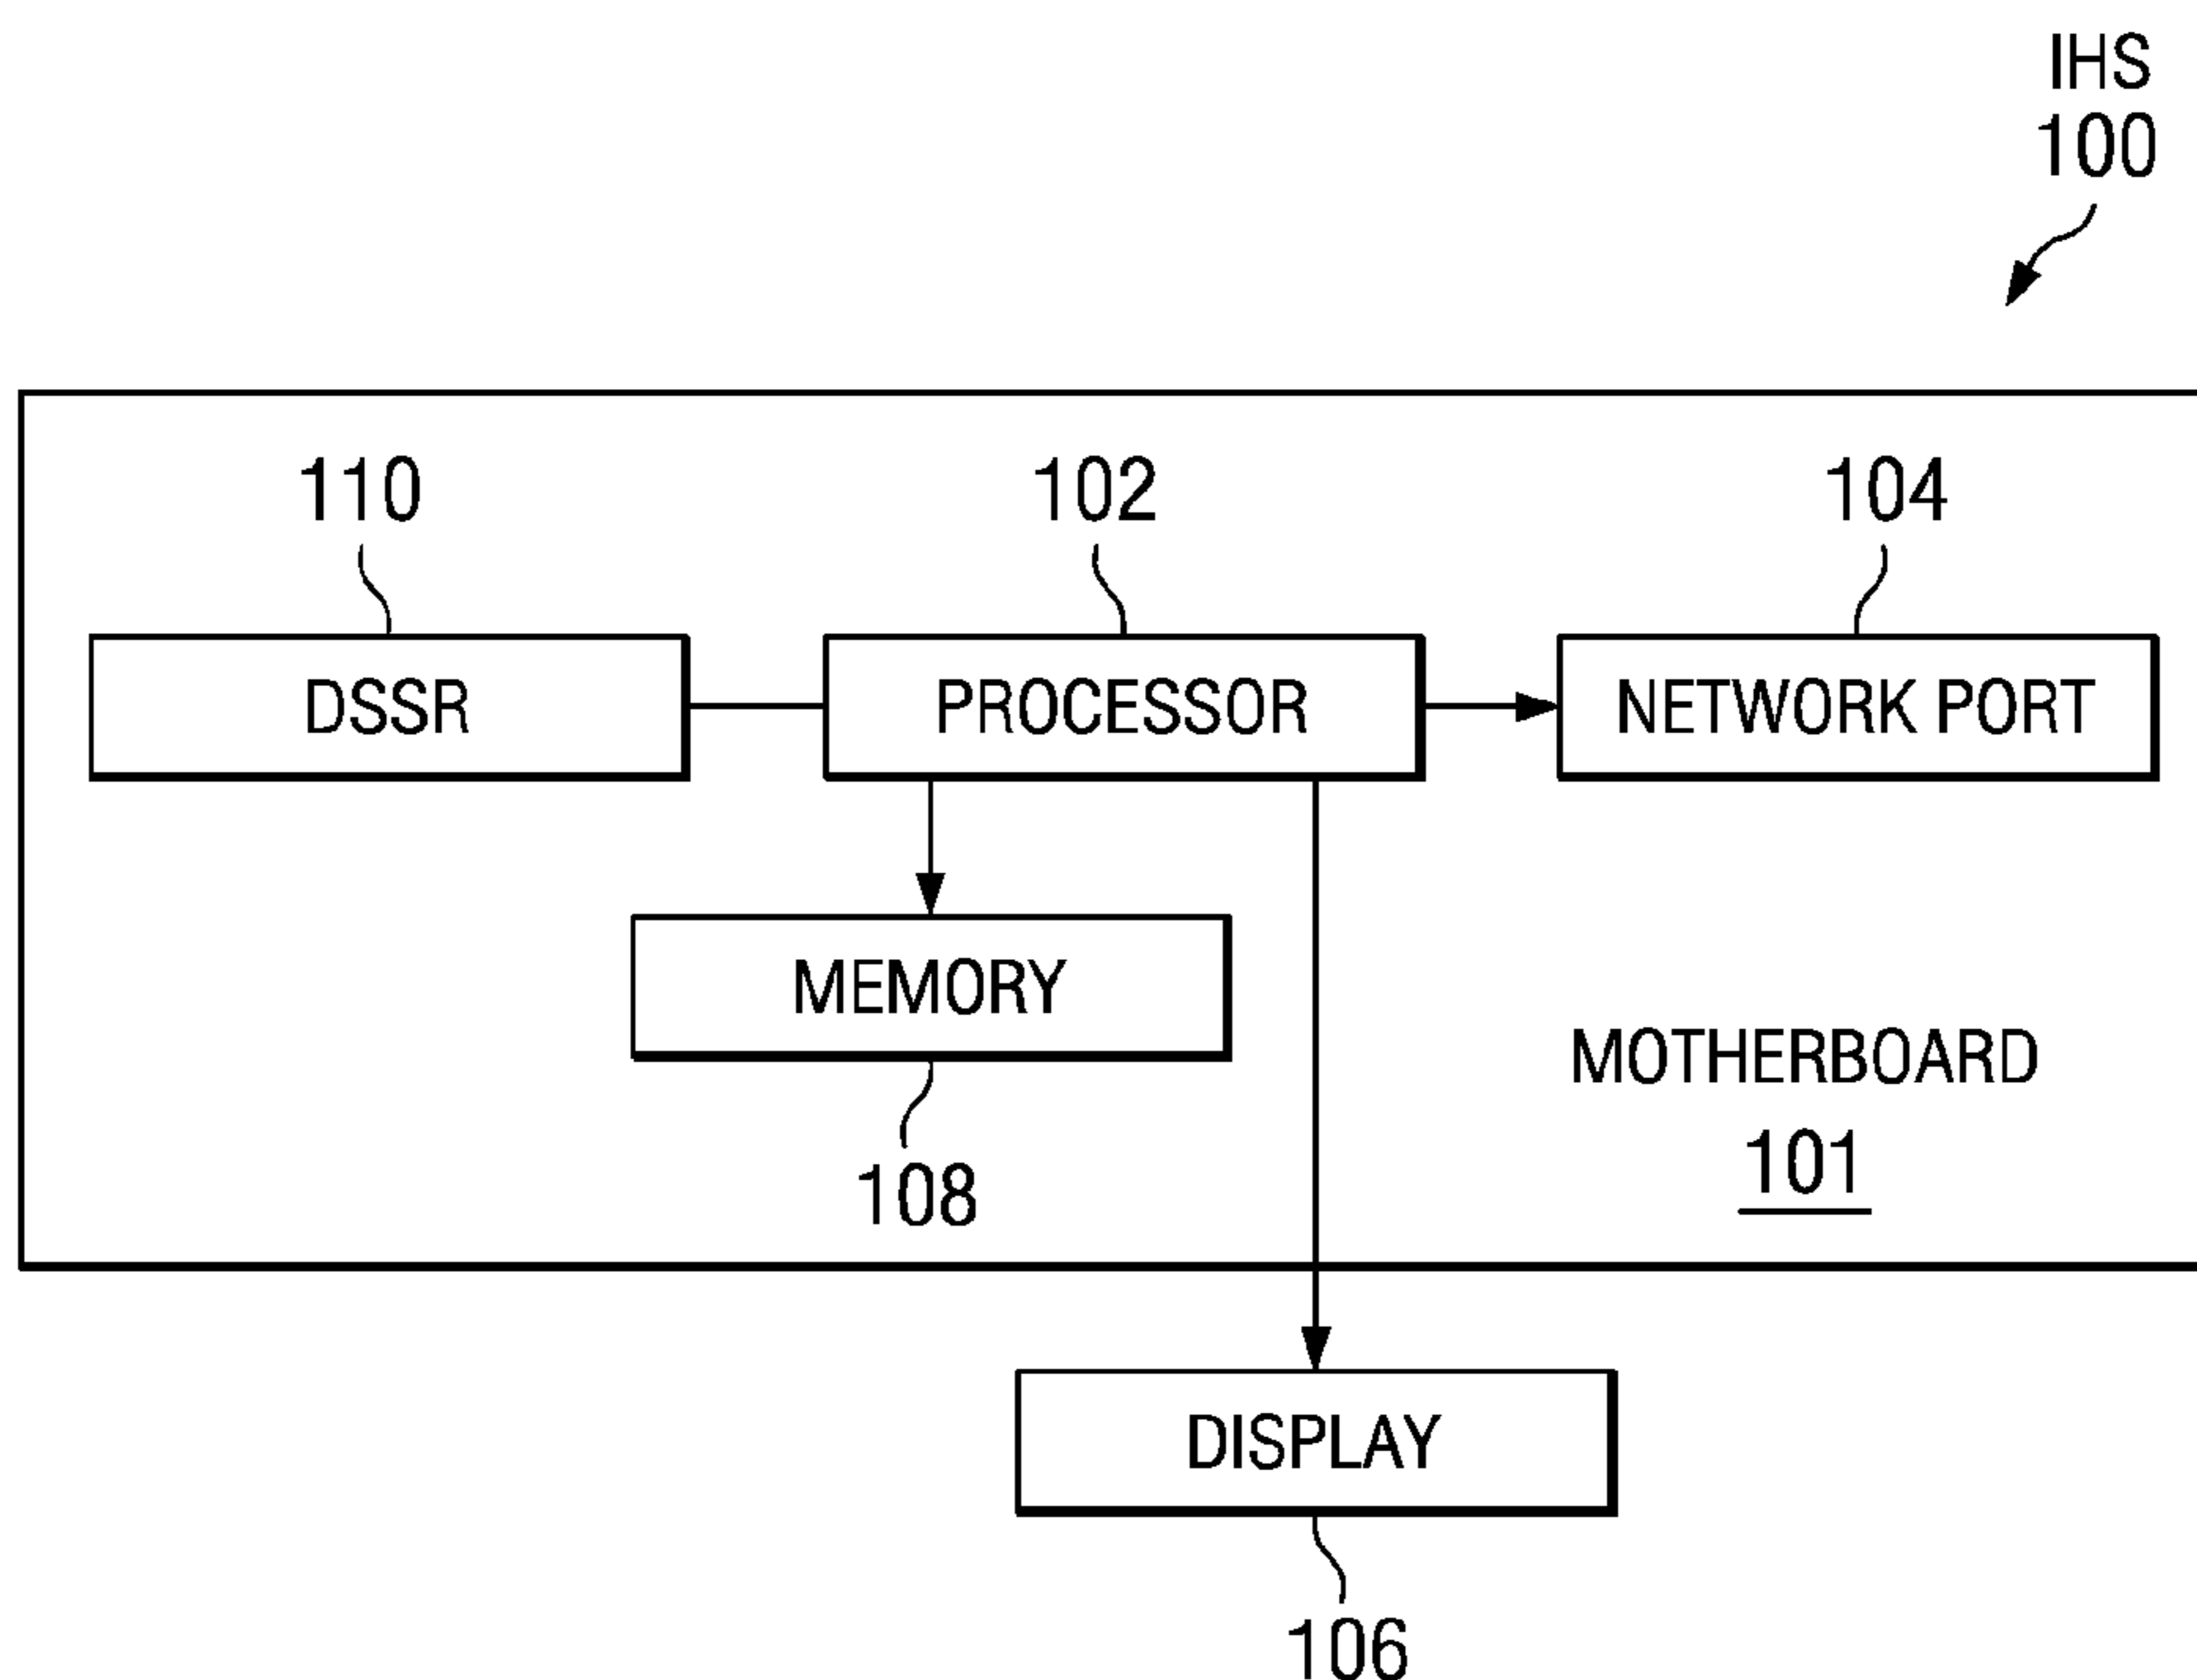 IHS
100
110
102
104
DSSR
PROCESSOR
NETWORK PORT
MEMORY
108
MOTHERBOARD
101
DISPLAY
106